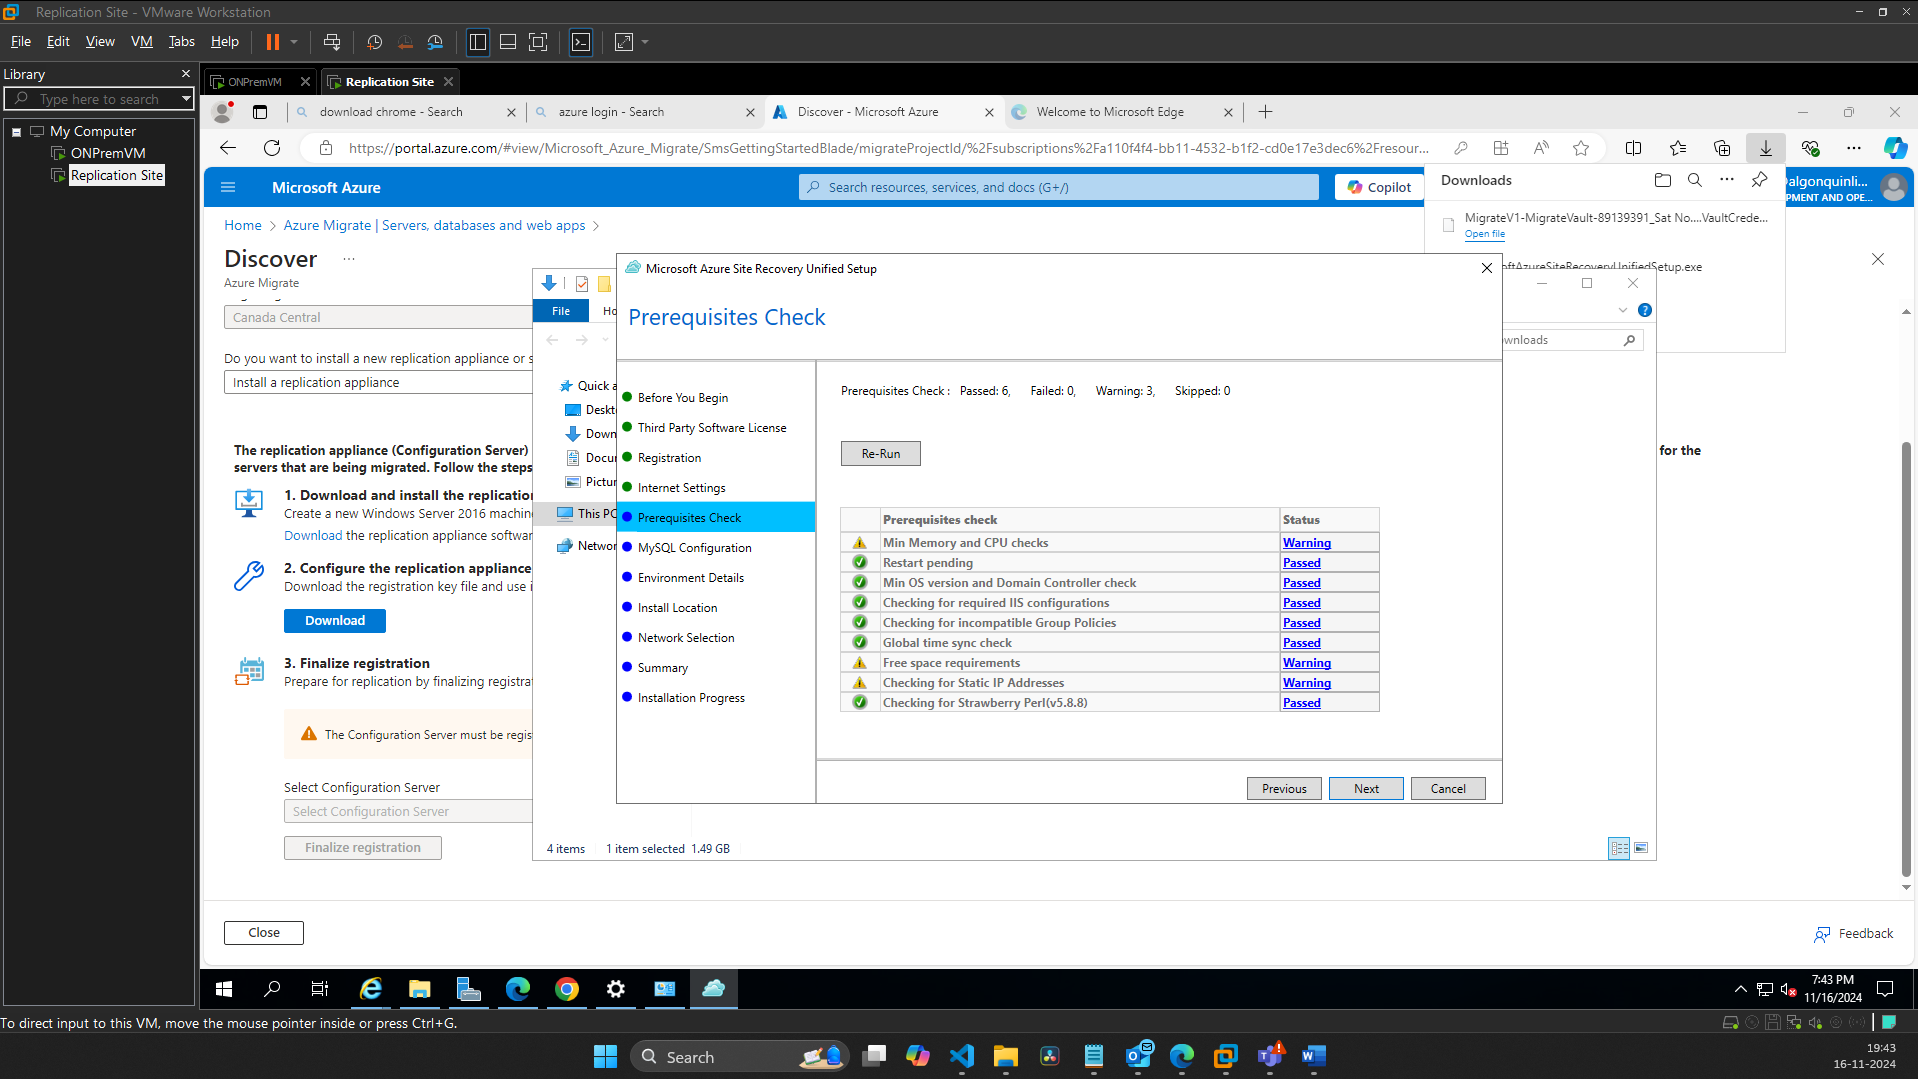 Replication Site - VMware Workstation
File Edit View VM Tabs Help
Library
Type here to search
My Computer
ONPremVM
Replication Site
ONPremVM
Replication Site
download chrome - Search
azure login - Search
Discover - Microsoft Azure
Welcome to Microsoft Edge
https://portal.azure.com/#view/Microsoft_Azure_Migrate/SmsGettingStartedBlade/migrateProjectId/%2Fsubscriptions%2Fa110f4f4-bb11-4532-b1f2-cd0e17e3dec6%2Fresour...
Microsoft Azure
Search resources, services, and docs (G+/)
Copilot
Downloads
MigrateV1-MigrateVault-89139391_Sat No....VaultCrede...
Open file
oftAzureSiteRecoveryUnifiedSetup.exe
algonquinli...
PMENT AND OPE...
Home > Azure Migrate | Servers, databases and web apps >
Discover ...
Azure Migrate
Canada Central
Do you want to install a new replication appliance or s
Install a replication appliance
The replication appliance (Configuration Server)
for the
servers that are being migrated. Follow the steps
1. Download and install the replication
Create a new Windows Server 2016 machin
Download the replication appliance softwar
2. Configure the replication appliance
Download the registration key file and use i
Download
3. Finalize registration
Prepare for replication by finalizing registra
The Configuration Server must be regis
Select Configuration Server
Select Configuration Server
Finalize registration
Close
Feedback
File
Ho
wnloads
Quick a
Deskt
Down
Docu
Pictur
This PC
Networ
4 items 1 item selected 1.49 GB
Microsoft Azure Site Recovery Unified Setup
Prerequisites Check
Before You Begin
Third Party Software License
Registration
Internet Settings
Prerequisites Check
MySQL Configuration
Environment Details
Install Location
Network Selection
Summary
Installation Progress
Prerequisites Check : Passed: 6, Failed: 0, Warning: 3, Skipped: 0
Re-Run
Prerequisites check Status
Min Memory and CPU checks Warning
Restart pending Passed
Min OS version and Domain Controller check Passed
Checking for required IIS configurations Passed
Checking for incompatible Group Policies Passed
Global time sync check Passed
Free space requirements Warning
Checking for Static IP Addresses Warning
Checking for Strawberry Perl(v5.8.8) Passed
Previous Next Cancel
7:43 PM
11/16/2024
To direct input to this VM, move the mouse pointer inside or press Ctrl+G.
Search
19:43
16-11-2024